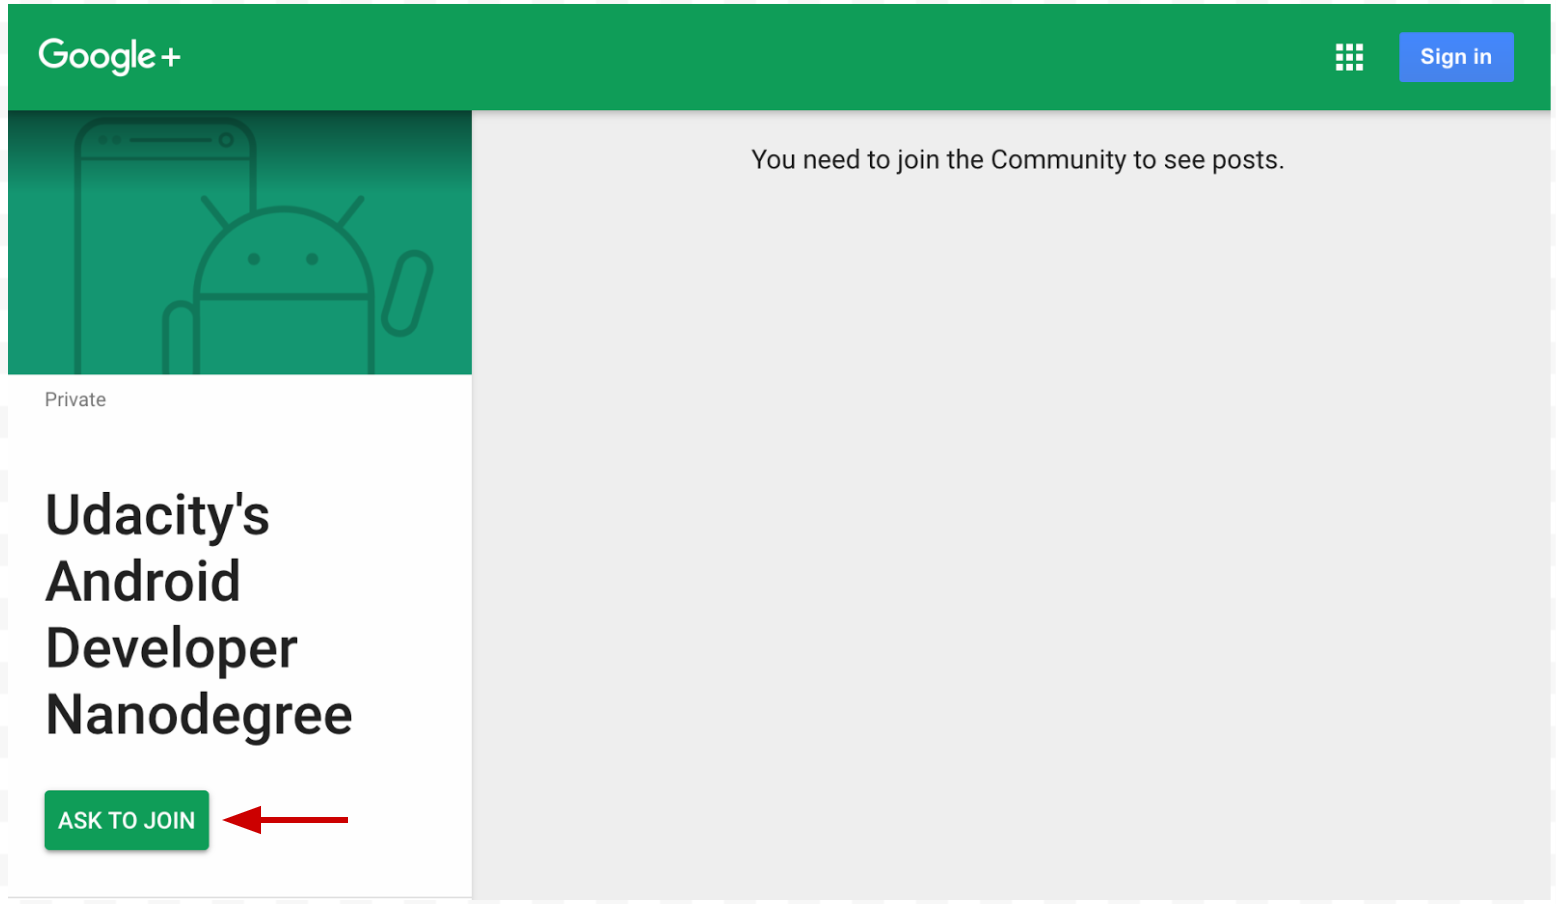 Google+
Sign in
You need to join the Community to see posts.
Private
Udacity's
Android
Developer
Nanodegree
ASK TO JOIN